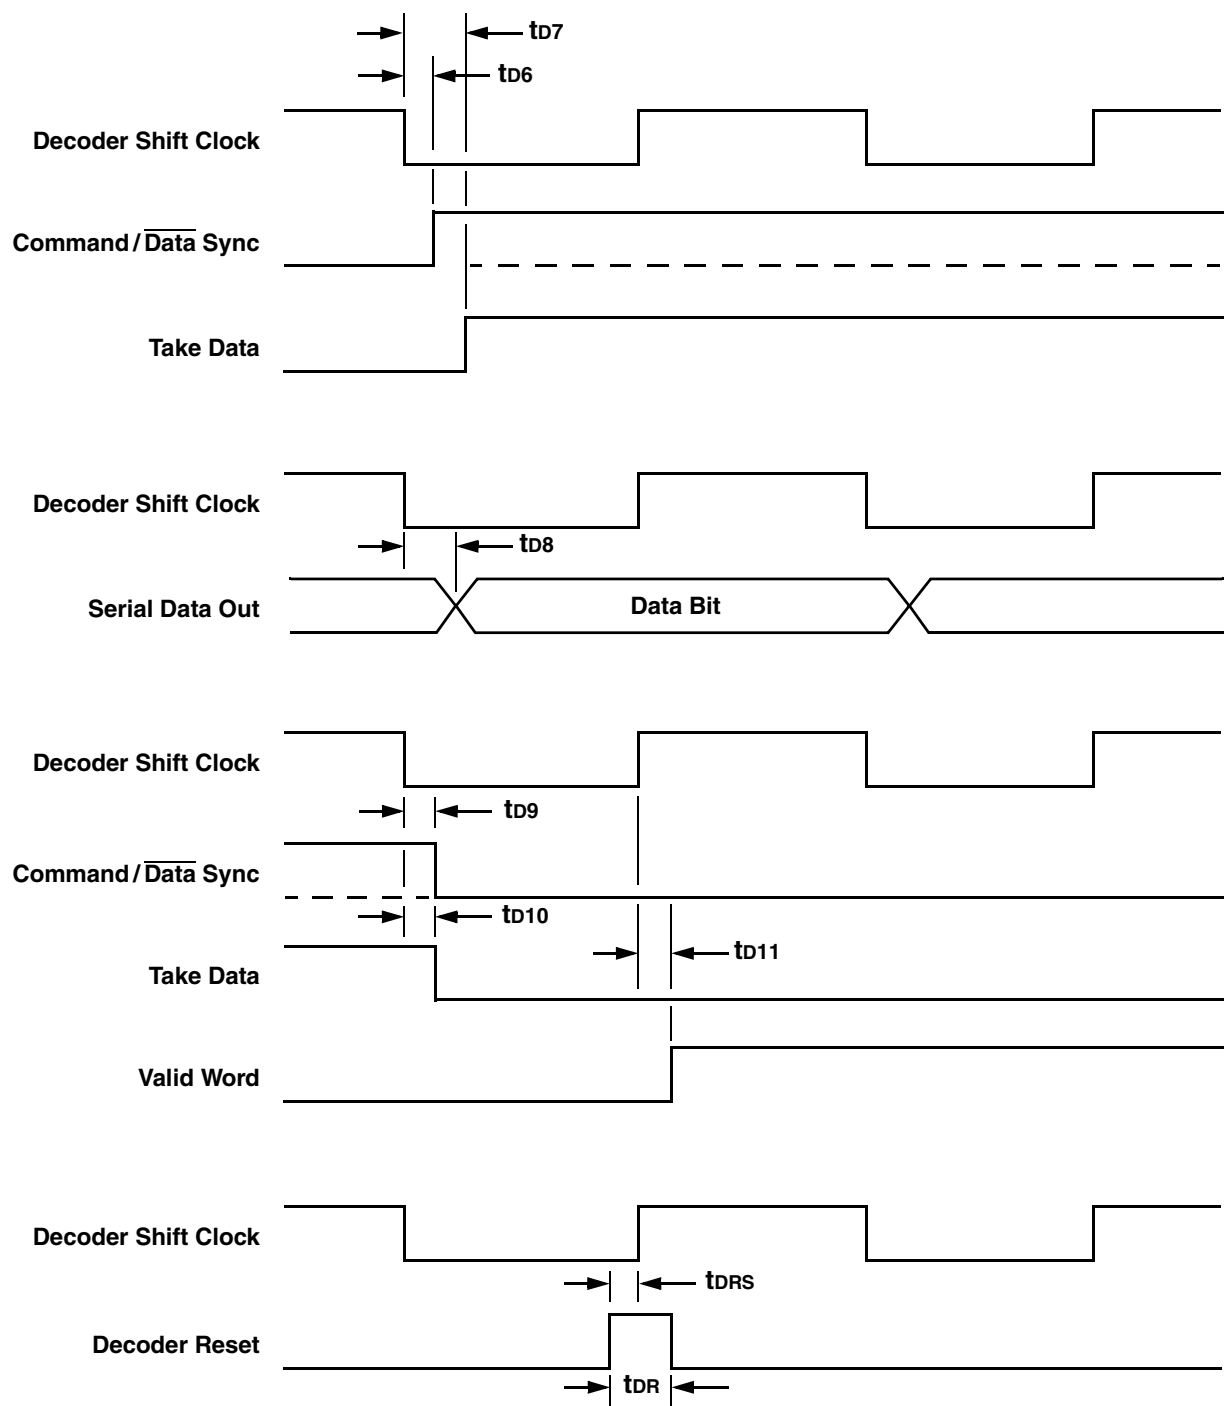 tD7
tD6
Decoder Shift Clock
Command/Data Sync
Take Data
Decoder Shift Clock
tD8
Serial Data Out
Data Bit
Decoder Shift Clock
tD9
Command/Data Sync
tD10
tD11
Take Data
Valid Word
Decoder Shift Clock
tDRS
Decoder Reset
tDR